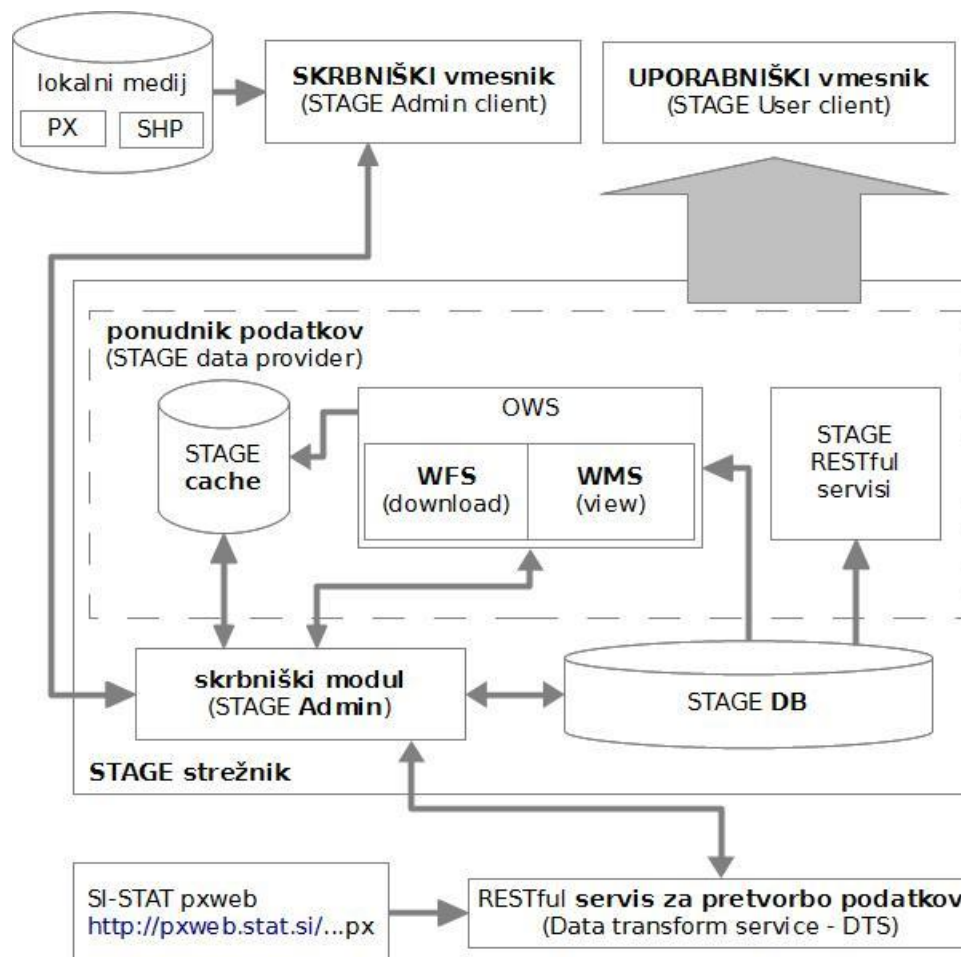 lokalni medij
PX
SHP
SKRBNIŠKI vmesnik
(STAGE Admin client)
UPORABNIŠKI vmesnik
(STAGE User client)
ponudnik podatkov
(STAGE data provider)
STAGE
cache
OWS
WFS
(download)
WMS
(view)
STAGE
RESTful
servisi
skrbniški modul
(STAGE Admin)
STAGE DB
STAGE strežnik
SI-STAT pxweb
http://pxweb.stat.si/...px
RESTful servis za pretvorbo podatkov
(Data transform service - DTS)